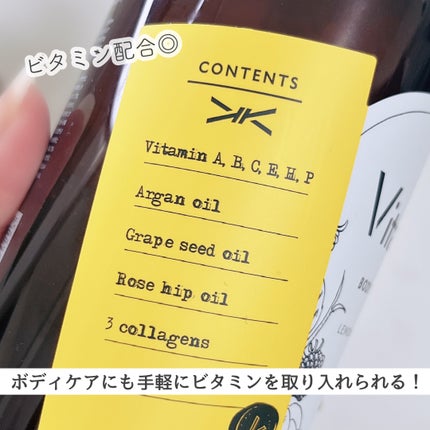 ビタミン配合◎
CONTENTS
Vitamin A, B, C, E, H, P
Argan oil
Grape seed oil
Rose hip oil
3 collagens
ボディケアにも手軽にビタミンを取り入れられる！